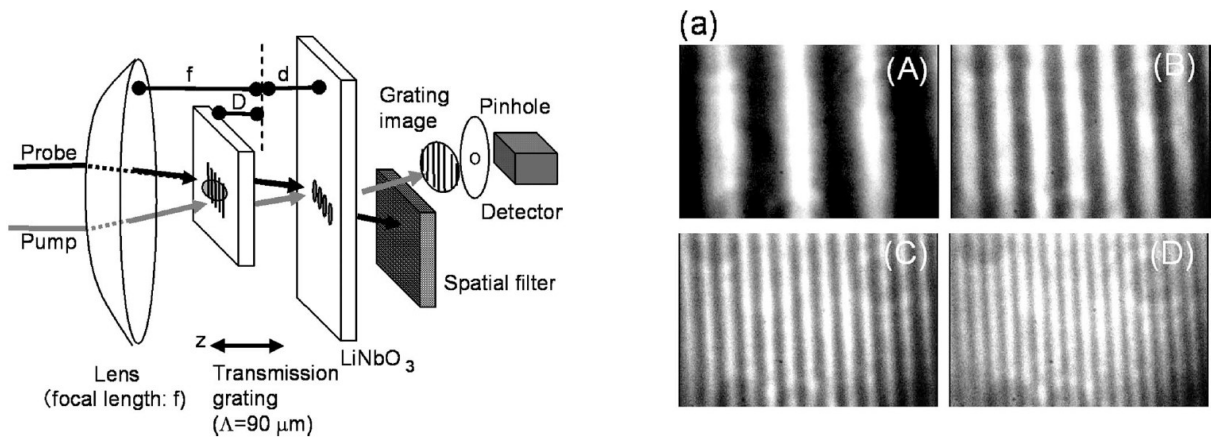 f
d
D
Probe
Pump
Grating
image
Pinhole
Detector
Spatial filter
z
LiNbO3
Lens
(focal length: f)
Transmission
grating
(Λ=90 μm)
(a)
(A)
(B)
(C)
(D)